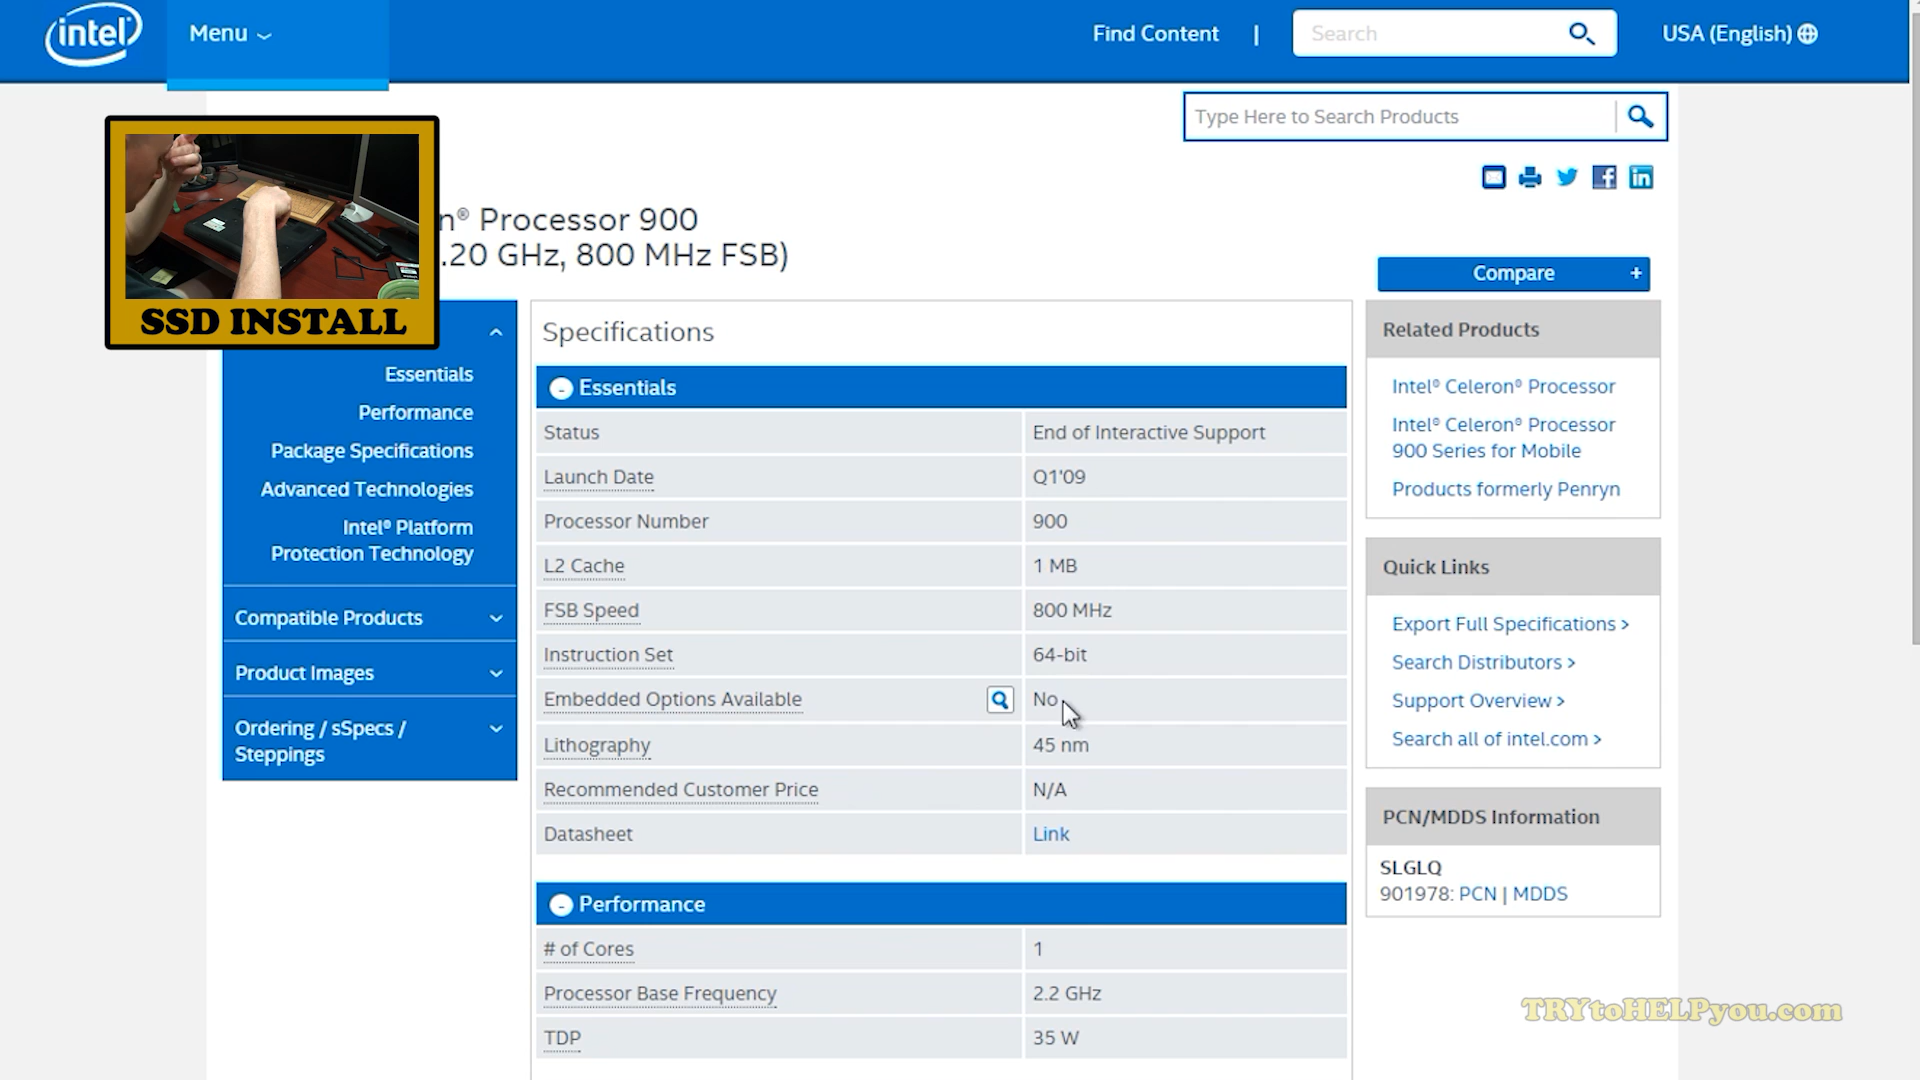 intel
Menu
Find Content
|
Search
USA (English)
Type Here to Search Products
n® Processor 900
.20 GHz, 800 MHz FSB)
SSD INSTALL
Compare +
Essentials
Performance
Package Specifications
Advanced Technologies
Intel® Platform
Protection Technology
Compatible Products
Product Images
Ordering / sSpecs /
Steppings
Specifications
- Essentials
Status End of Interactive Support
Launch Date Q1'09
Processor Number 900
L2 Cache 1 MB
FSB Speed 800 MHz
Instruction Set 64-bit
Embedded Options Available No
Lithography 45 nm
Recommended Customer Price N/A
Datasheet Link
- Performance
# of Cores 1
Processor Base Frequency 2.2 GHz
TDP 35 W
Related Products
Intel® Celeron® Processor
Intel® Celeron® Processor
900 Series for Mobile
Products formerly Penryn
Quick Links
Export Full Specifications >
Search Distributors >
Support Overview >
Search all of intel.com >
PCN/MDDS Information
SLGLQ
901978: PCN | MDDS
TRYtoHELPyou.com